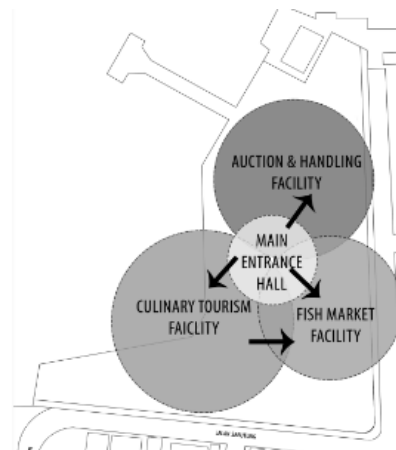 AUCTION & HANDLING
FACILITY
MAIN
ENTRANCE
HALL
CULINARY TOURISM
FAICLITY
FISH MARKET
FACILITY